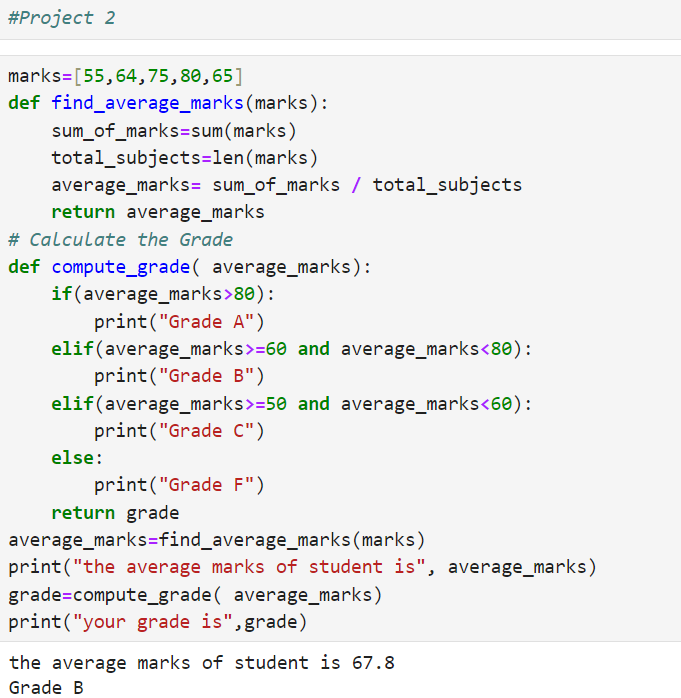 #Project 2
marks=[55,64,75,80,65]
def find_average_marks(marks):
    sum_of_marks=sum(marks)
    total_subjects=len(marks)
    average_marks= sum_of_marks / total_subjects
    return average_marks
# Calculate the Grade
def compute_grade( average_marks):
    if(average_marks>80):
        print("Grade A")
    elif(average_marks>=60 and average_marks<80):
        print("Grade B")
    elif(average_marks>=50 and average_marks<60):
        print("Grade C")
    else:
        print("Grade F")
    return grade
average_marks=find_average_marks(marks)
print("the average marks of student is", average_marks)
grade=compute_grade( average_marks)
print("your grade is",grade)
the average marks of student is 67.8
Grade B